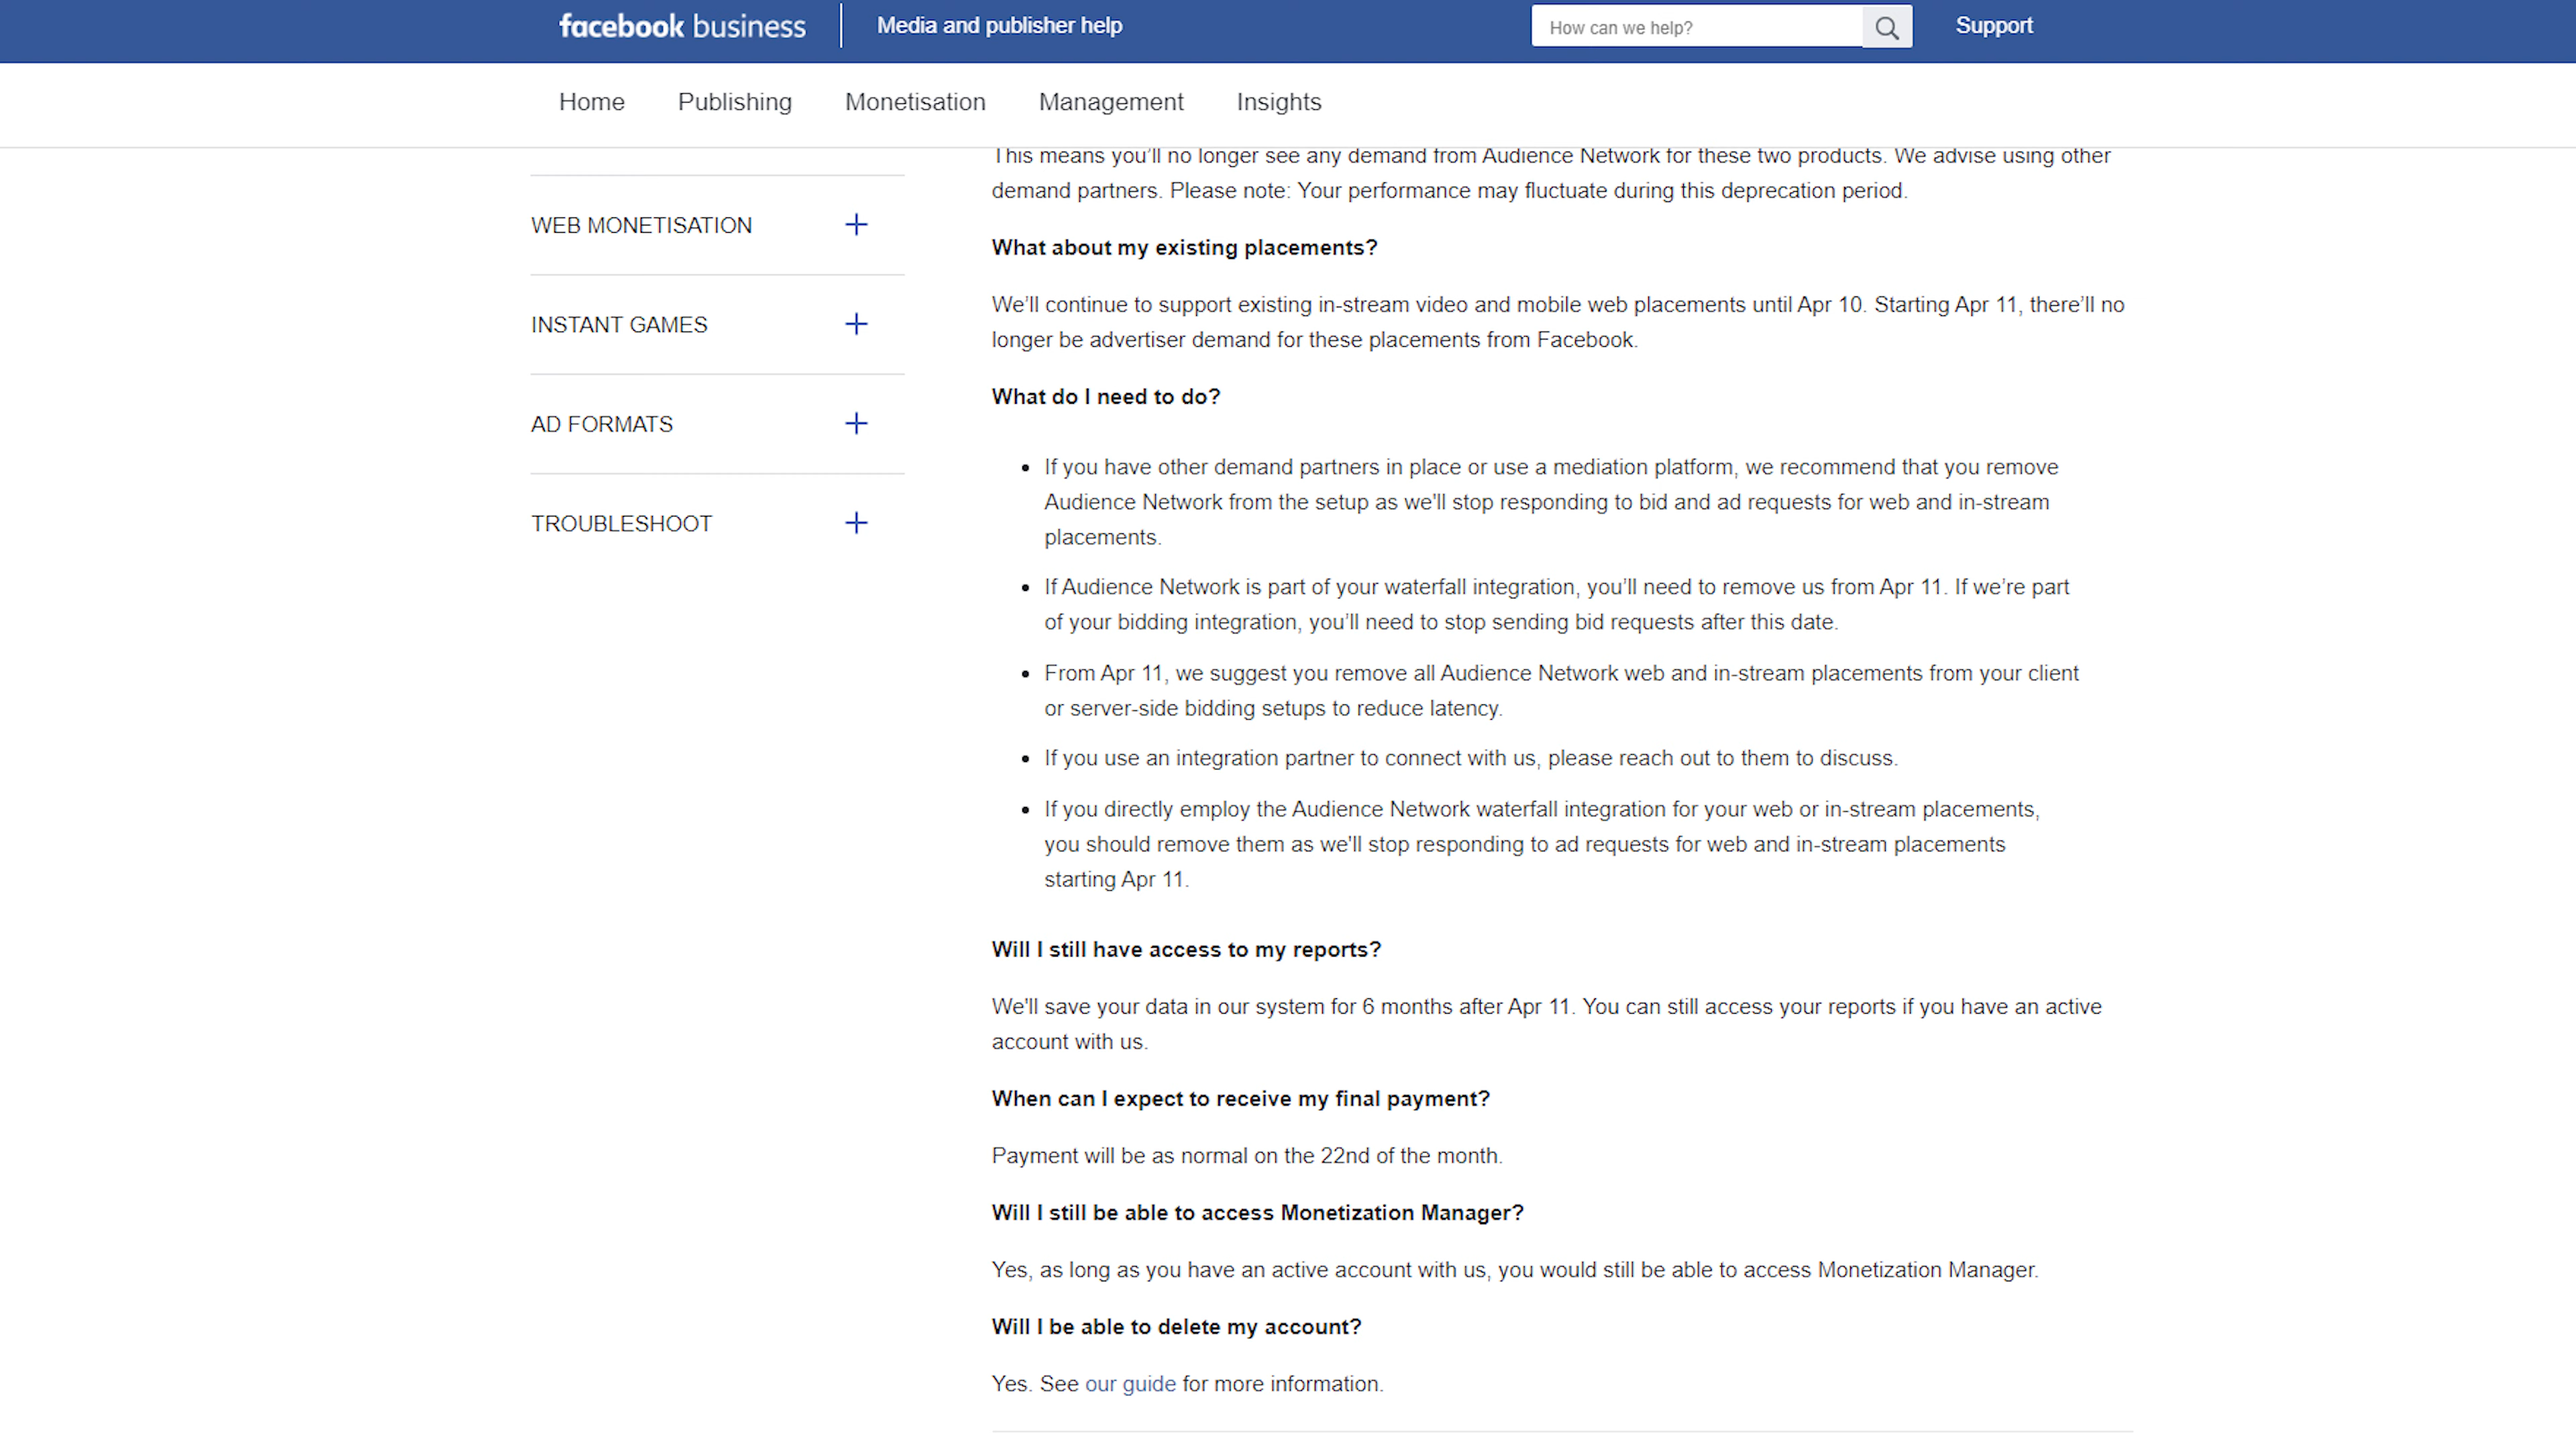 facebook business
Media and publisher help
How can we help?
Support
Home
Publishing
Monetisation
Management
Insights
WEB MONETISATION
INSTANT GAMES
AD FORMATS
TROUBLESHOOT
This means you’ll no longer see any demand from Audience Network for these two products. We advise using other
demand partners. Please note: Your performance may fluctuate during this deprecation period.
What about my existing placements?
We’ll continue to support existing in-stream video and mobile web placements until Apr 10. Starting Apr 11, there’ll no
longer be advertiser demand for these placements from Facebook.
What do I need to do?
• If you have other demand partners in place or use a mediation platform, we recommend that you remove
Audience Network from the setup as we'll stop responding to bid and ad requests for web and in-stream
placements.
• If Audience Network is part of your waterfall integration, you’ll need to remove us from Apr 11. If we’re part
of your bidding integration, you’ll need to stop sending bid requests after this date.
• From Apr 11, we suggest you remove all Audience Network web and in-stream placements from your client
or server-side bidding setups to reduce latency.
• If you use an integration partner to connect with us, please reach out to them to discuss.
• If you directly employ the Audience Network waterfall integration for your web or in-stream placements,
you should remove them as we'll stop responding to ad requests for web and in-stream placements
starting Apr 11.
Will I still have access to my reports?
We'll save your data in our system for 6 months after Apr 11. You can still access your reports if you have an active
account with us.
When can I expect to receive my final payment?
Payment will be as normal on the 22nd of the month.
Will I still be able to access Monetization Manager?
Yes, as long as you have an active account with us, you would still be able to access Monetization Manager.
Will I be able to delete my account?
Yes. See our guide for more information.